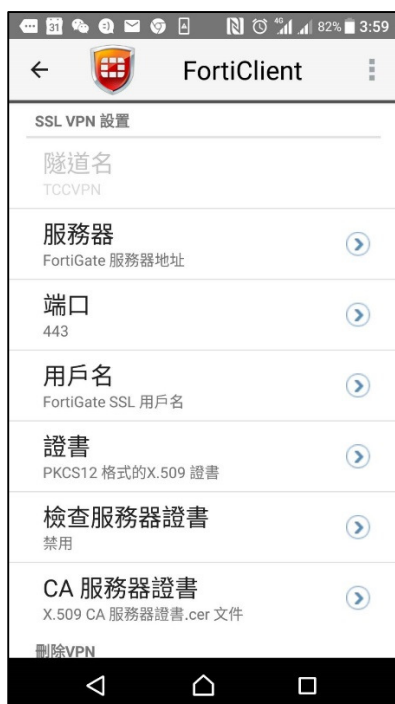 31
4G
82% 3:59
FortiClient
SSL VPN 設置
隧道名
TCCVPN
服務器
FortiGate 服務器地址
端口
443
用戶名
FortiGate SSL 用戶名
證書
PKCS12 格式的X.509 證書
檢查服務器證書
禁用
CA 服務器證書
X.509 CA 服務器證書.cer 文件
刪除VPN